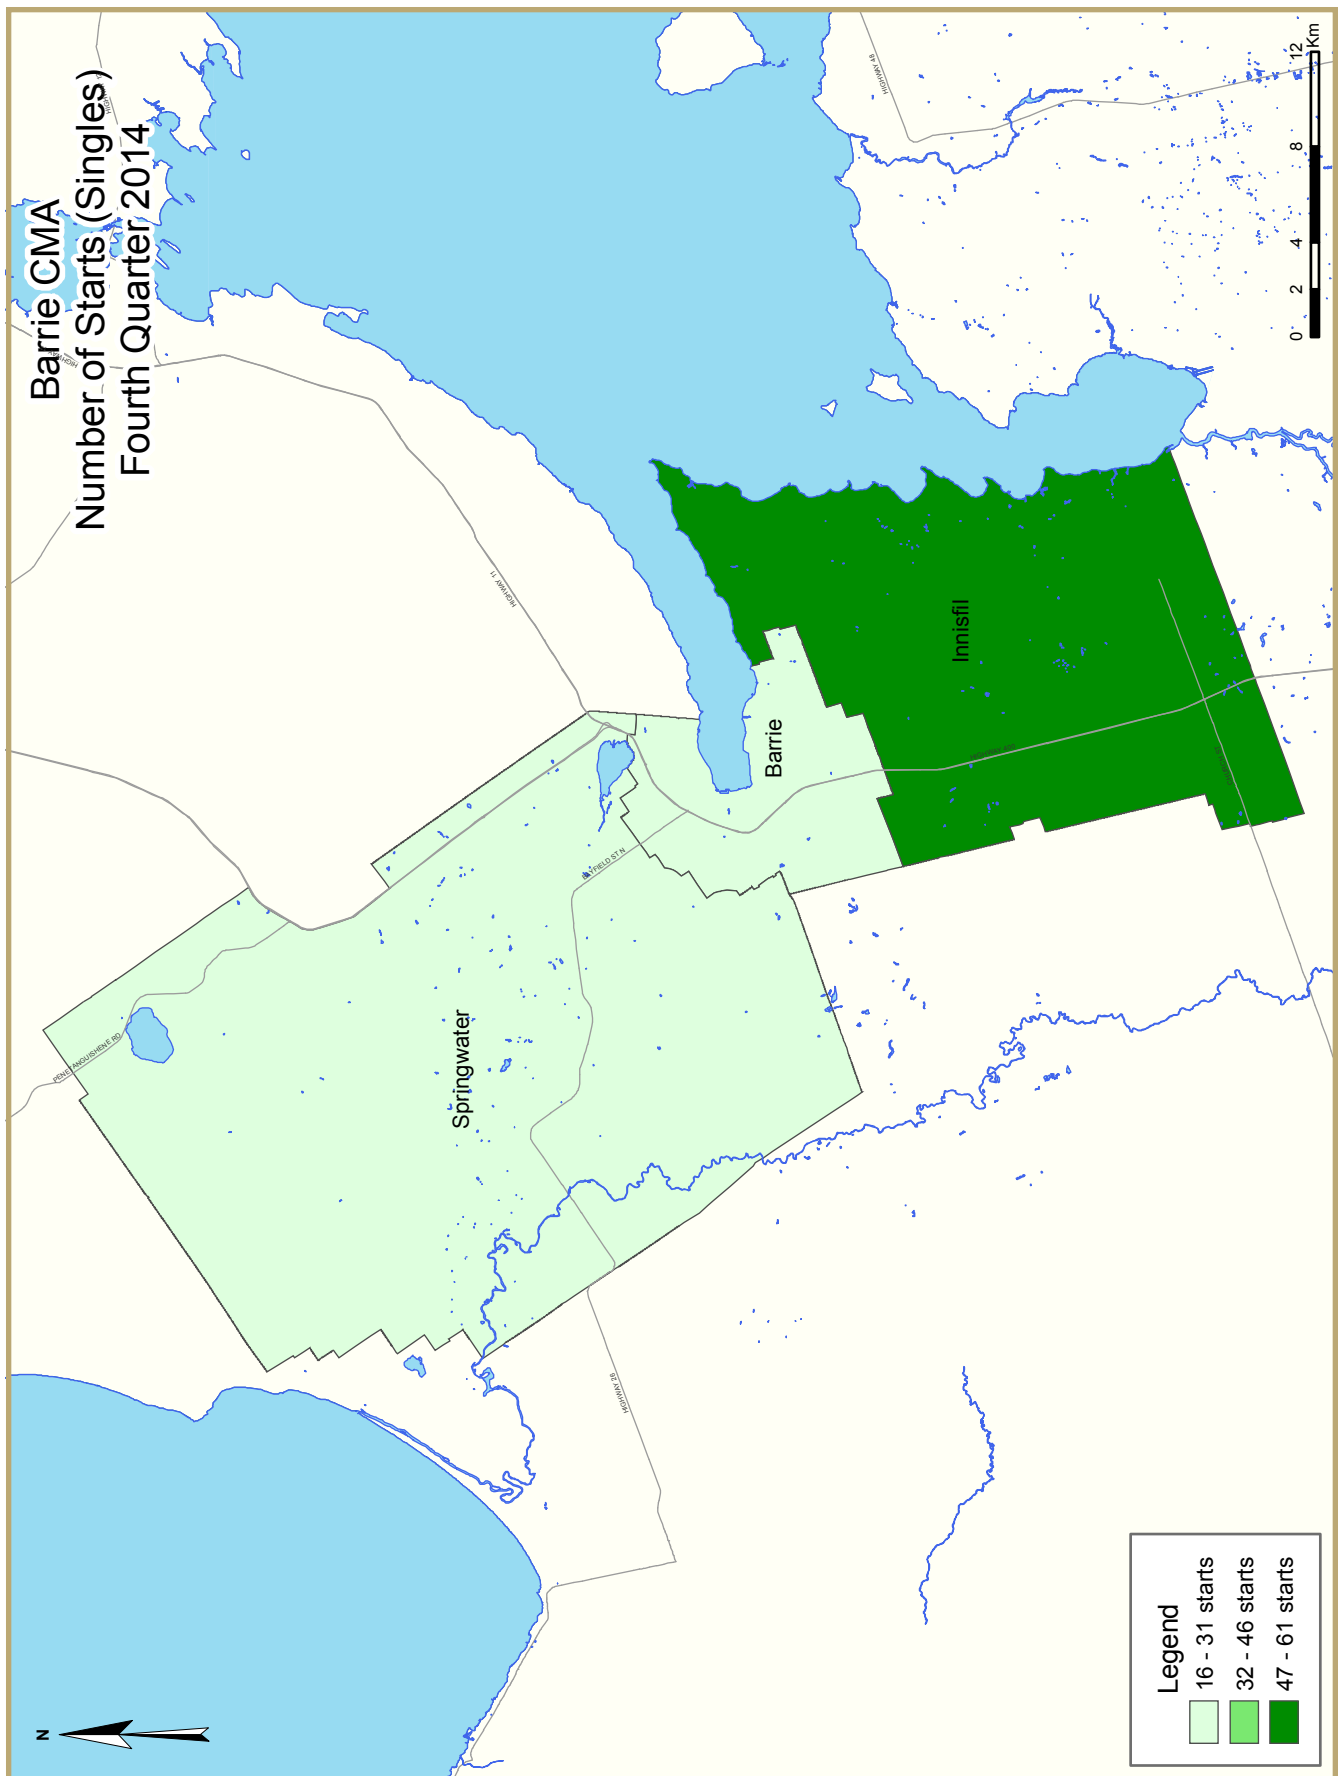 Barrie CMA
Number of Starts (Singles)
Fourth Quarter 2014
N
PENETANGUISHENE RD
HIGHWAY 11
HIGHWAY 48
BAYFIELD ST N
HIGHWAY 26
Springwater
Barrie
Innisfil
Legend
16 - 31 starts
32 - 46 starts
47 - 61 starts
0 2 4 8 12
Km